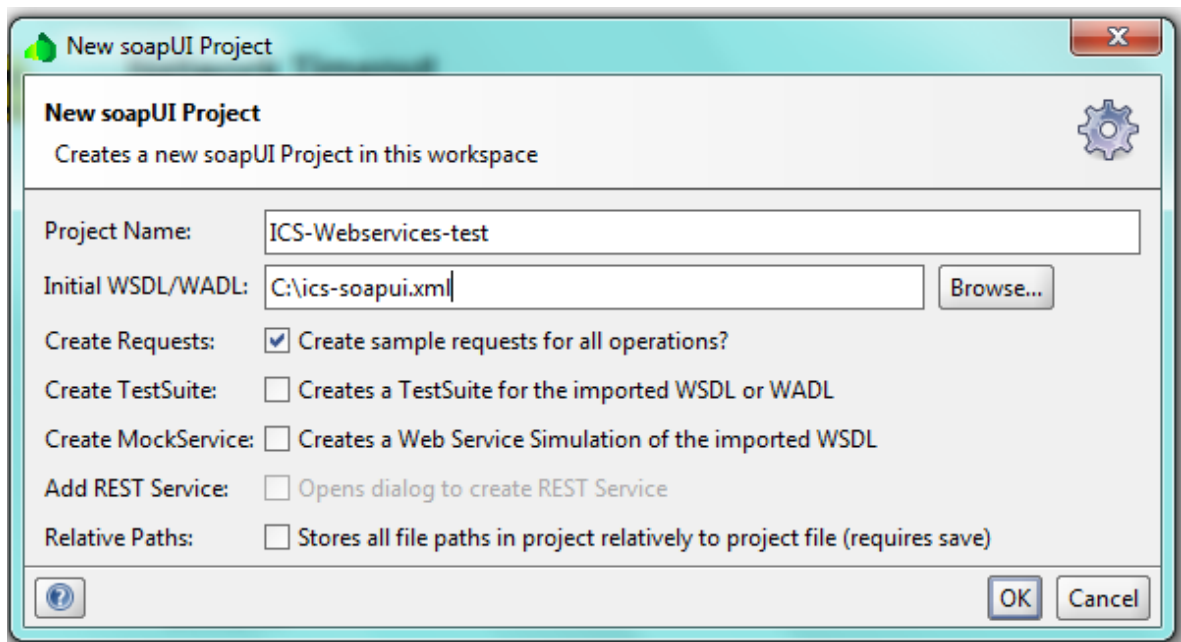 New soapUI Project
New soapUI Project
Creates a new soapUI Project in this workspace
Project Name: ICS-Webservices-test
Initial WSDL/WADL: C:\ics-soapui.xml Browse...
Create Requests: Create sample requests for all operations?
Create TestSuite: Creates a TestSuite for the imported WSDL or WADL
Create MockService: Creates a Web Service Simulation of the imported WSDL
Add REST Service: Opens dialog to create REST Service
Relative Paths: Stores all file paths in project relatively to project file (requires save)
OK Cancel